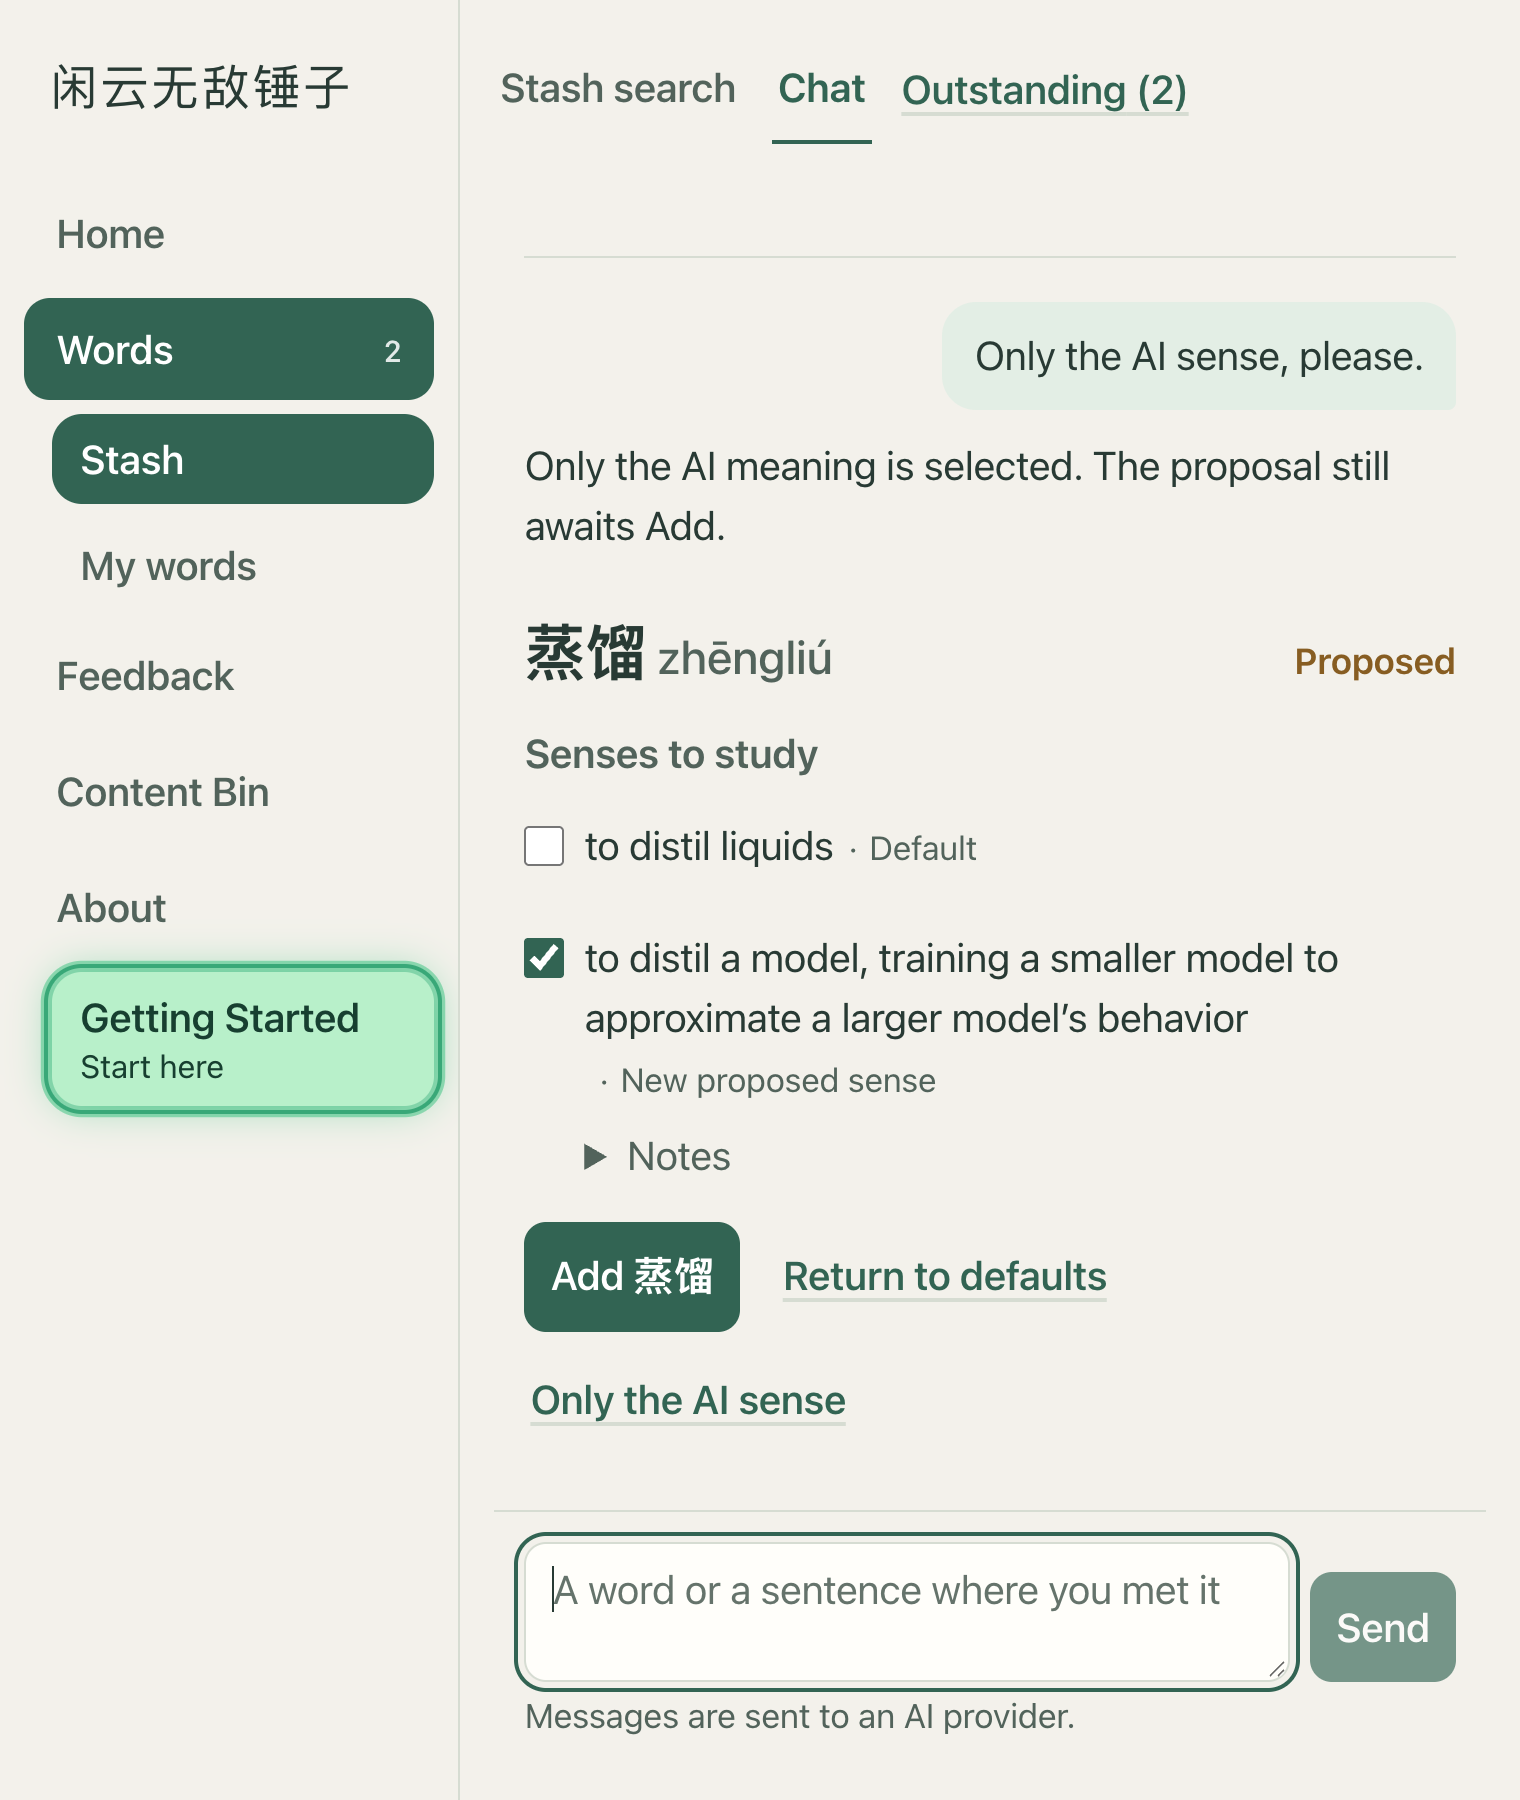 闲云无敌锤子
Home
Words 2
Stash
My words
Feedback
Content Bin
About
Getting Started
Start here
Stash search Chat Outstanding (2)
Only the AI sense, please.
Only the AI meaning is selected. The proposal still
awaits Add.
蒸馏 zhēngliú Proposed
Senses to study
to distil liquids · Default
to distil a model, training a smaller model to
approximate a larger model’s behavior
· New proposed sense
Notes
Add 蒸馏 Return to defaults
Only the AI sense
A word or a sentence where you met it
Send
Messages are sent to an AI provider.